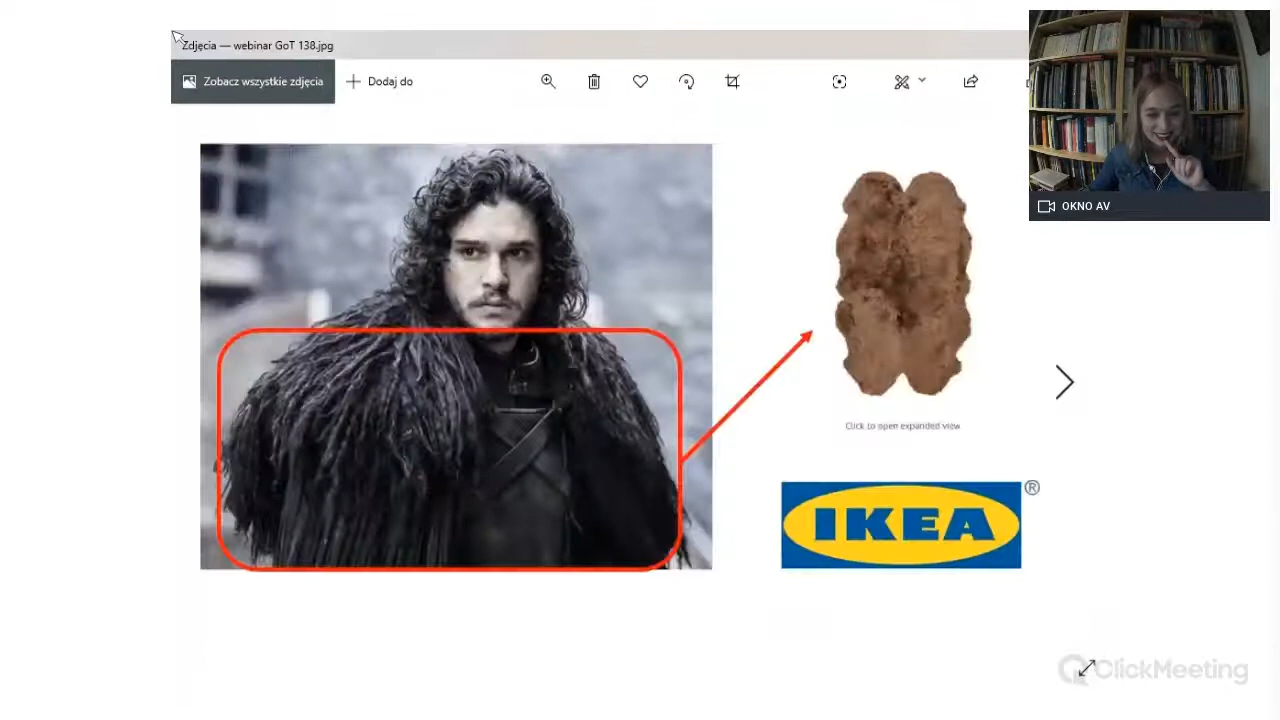 Zdjęcia — webinar GoT 138.jpg
Zobacz wszystkie zdjęcia
Dodaj do
OKNO AV
Click to open expanded view
IKEA
®
ClickMeeting